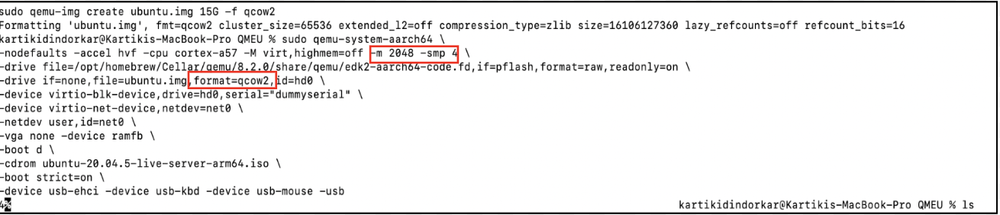 sudo qemu-img create ubuntu.img 15G -f qcow2
Formatting 'ubuntu.img', fmt=qcow2 cluster_size=65536 extended_l2=off compression_type=zlib size=16106127360 lazy_refcounts=off refcount_bits=16
kartikidindorkar@Kartikis-MacBook-Pro QMEU % sudo qemu-system-aarch64 \
-nodefaults -accel hvf -cpu cortex-a57 -M virt,highmem=off -m 2048 -smp 4 \
-drive file=/opt/homebrew/Cellar/qemu/8.2.0/share/qemu/edk2-aarch64-code.fd,if=pflash,format=raw,readonly=on \
-drive if=none,file=ubuntu.img,format=qcow2,id=hd0 \
-device virtio-blk-device,drive=hd0,serial="dummyserial" \
-device virtio-net-device,netdev=net0 \
-netdev user,id=net0 \
-vga none -device ramfb \
-boot d \
-cdrom ubuntu-20.04.5-live-server-arm64.iso \
-boot strict=on \
-device usb-ehci -device usb-kbd -device usb-mouse -usb
4% kartikidindorkar@Kartikis-MacBook-Pro QMEU % ls